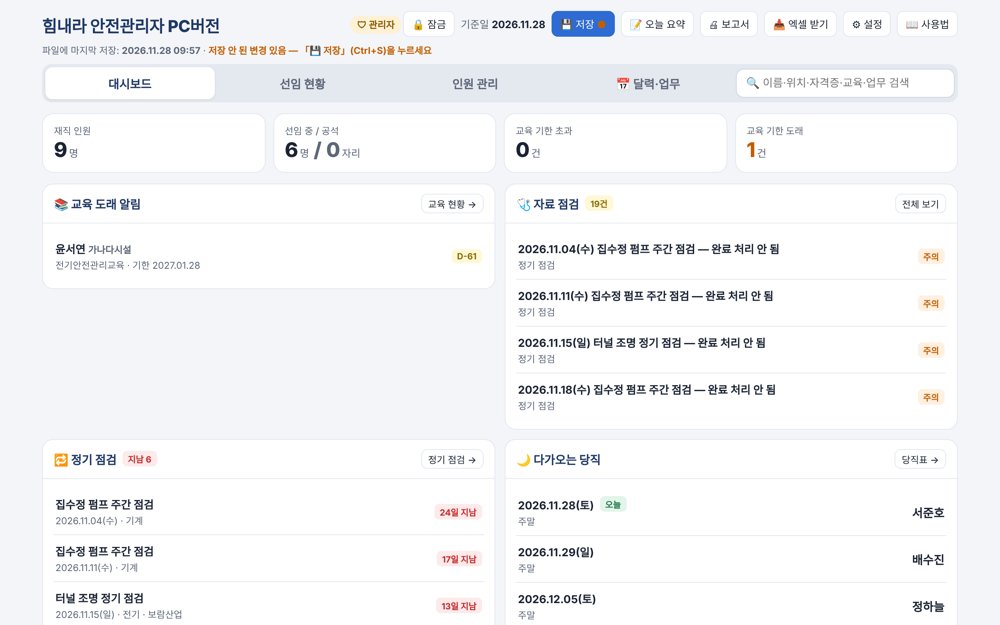 힘내라 안전관리자 PC버전
🛡 관리자
🔒 잠금
기준일 2026.11.28
💾 저장
📝 오늘 요약
🖨 보고서
📥 엑셀 받기
⚙ 설정
📖 사용법
파일에 마지막 저장: 2026.11.28 09:57 · 저장 안 된 변경 있음 — 「💾 저장」(Ctrl+S)을 누르세요
대시보드
선임 현황
인원 관리
📅 달력·업무
🔍 이름·위치·자격증·교육·업무 검색
재직 인원
9명
선임 중 / 공석
6명 / 0자리
교육 기한 초과
0건
교육 기한 도래
1건
📚 교육 도래 알림
교육 현황 →
윤서연 가나다시설
전기안전관리교육 · 기한 2027.01.28
D-61
🩺 자료 점검 19건
전체 보기
2026.11.04(수) 집수정 펌프 주간 점검 — 완료 처리 안 됨
정기 점검
주의
2026.11.11(수) 집수정 펌프 주간 점검 — 완료 처리 안 됨
정기 점검
주의
2026.11.15(일) 터널 조명 정기 점검 — 완료 처리 안 됨
정기 점검
주의
2026.11.18(수) 집수정 펌프 주간 점검 — 완료 처리 안 됨
정기 점검
주의
🔁 정기 점검 지남 6
정기 점검 →
집수정 펌프 주간 점검
2026.11.04(수) · 기계
24일 지남
집수정 펌프 주간 점검
2026.11.11(수) · 기계
17일 지남
터널 조명 정기 점검
2026.11.15(일) · 전기 · 보람산업
13일 지남
🌙 다가오는 당직
당직표 →
2026.11.28(토) 오늘
주말
서준호
2026.11.29(일)
주말
배수진
2026.12.05(토)
주말
정하늘